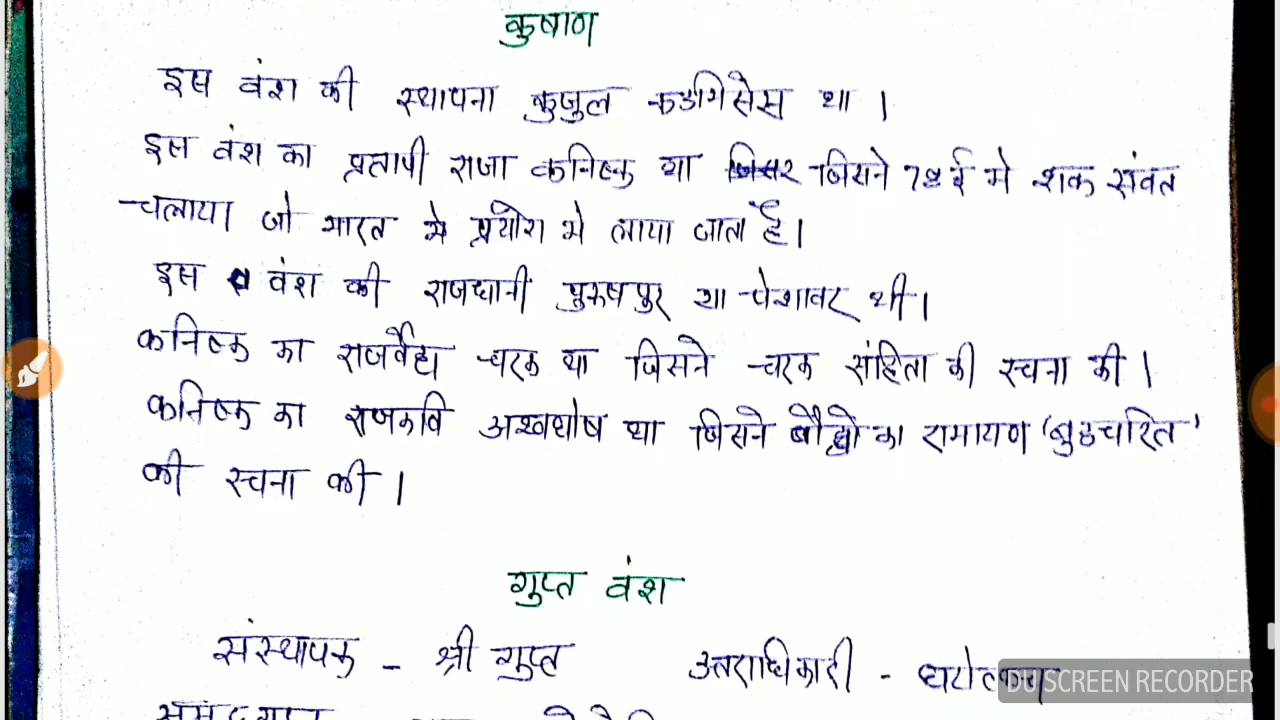 कुषाण
इस वंश की स्थापना कुजुल कडगिसेस था ।
इस वंश का प्रतापी राजा कनिष्क था जिसने 78 ई मे शक संवत
चलाया। जो भारत मे प्रयोग मे लाया जाता है।
इस वंश की राजधानी पुरुषपुर या पेशावर थी।
कनिष्क का राजवैद्य चरक था जिसने चरक संहिता की रचना की ।
कनिष्क का राजकवि अश्वघोष था जिसने बौद्धो का रामायण 'बुद्धचरित'
की रचना की ।
गुप्त वंश
संस्थापक - श्री गुप्त उत्तराधिकारी - घटोत्कच
DU SCREEN RECORDER